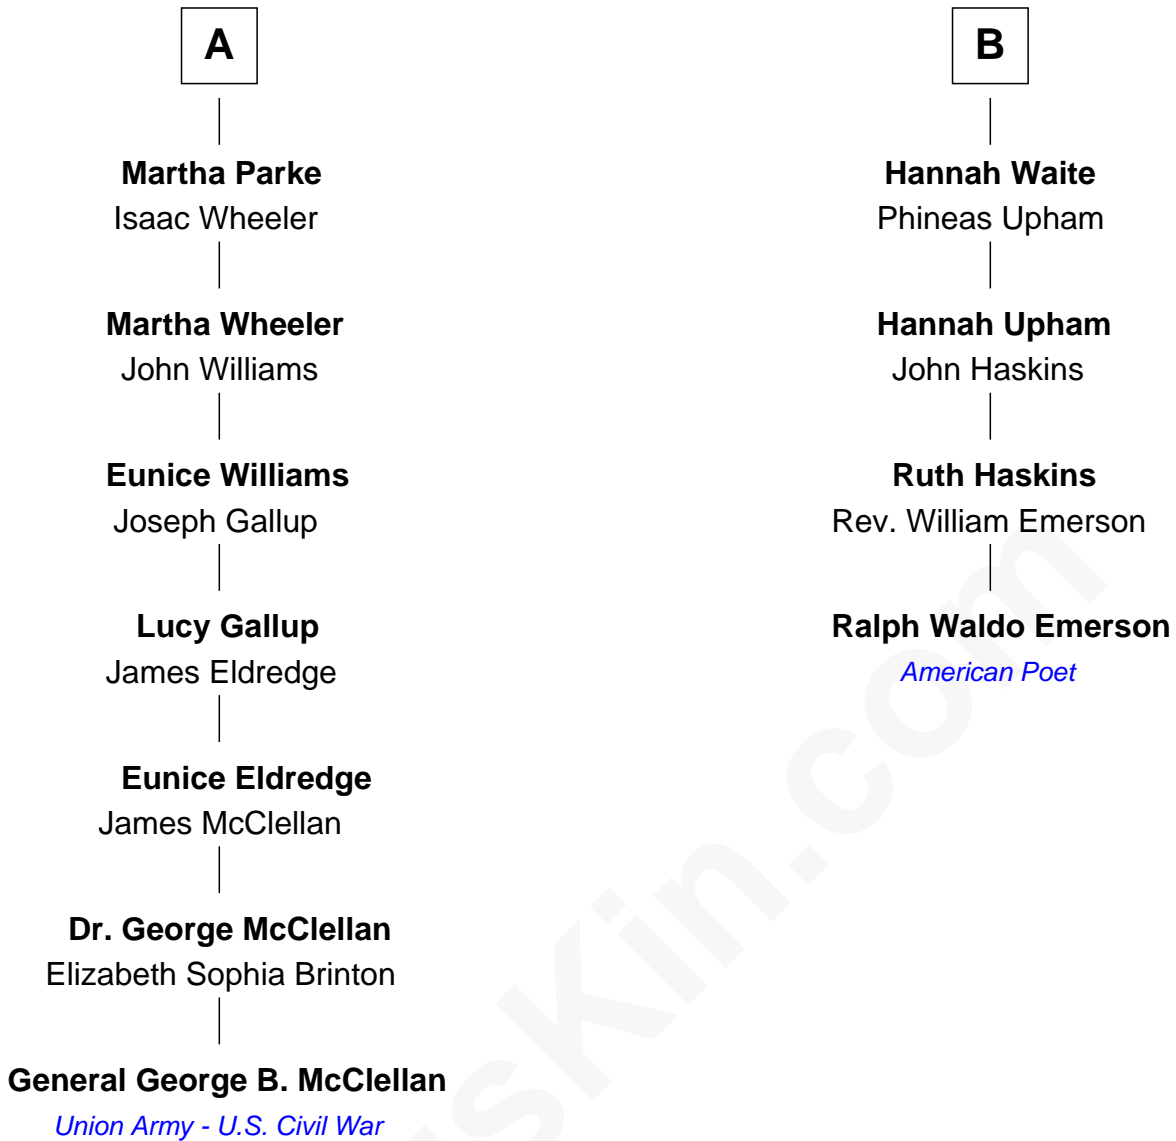 A
Martha Parke
Isaac Wheeler
Martha Wheeler
John Williams
Eunice Williams
Joseph Gallup
Lucy Gallup
James Eldredge
Eunice Eldredge
James McClellan
Dr. George McClellan
Elizabeth Sophia Brinton
General George B. McClellan
Union Army - U.S. Civil War
B
Hannah Waite
Phineas Upham
Hannah Upham
John Haskins
Ruth Haskins
Rev. William Emerson
Ralph Waldo Emerson
American Poet
usKin.com